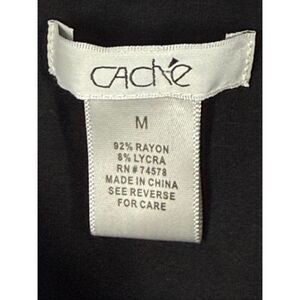 CAChé
M
92% RAYON
8% LYCRA
RN # 74578
MADE IN CHINA
SEE REVERSE
FOR CARE